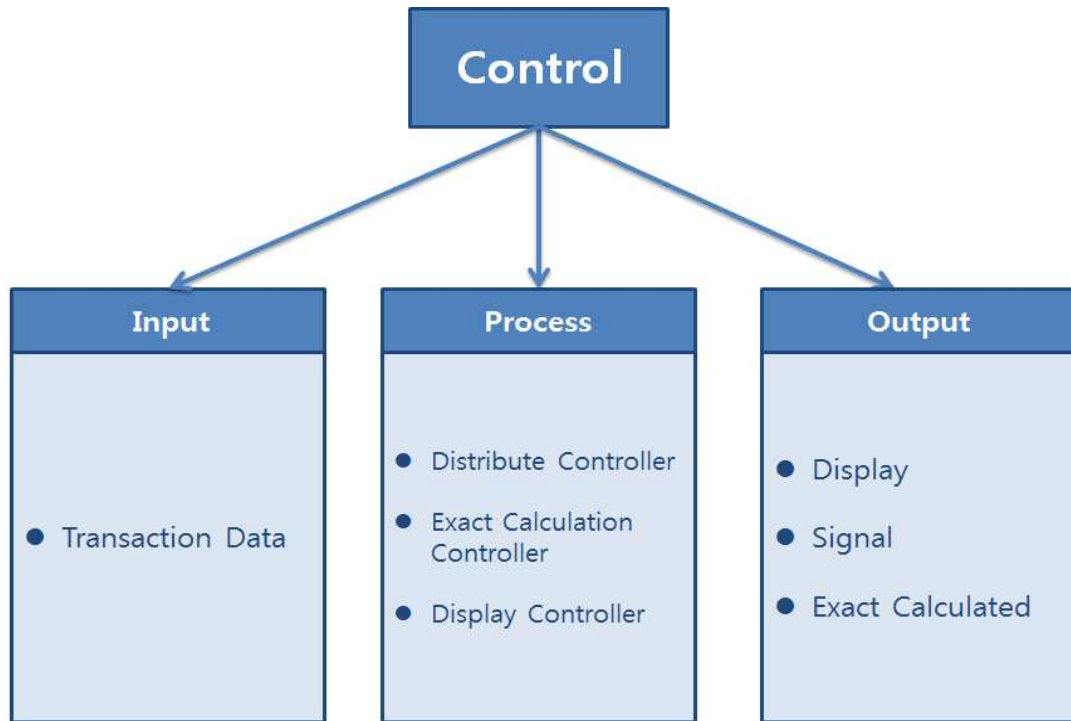 Control
Input
Transaction Data
Process
Distribute Controller
Exact Calculation
Controller
Display Controller
Output
Display
Signal
Exact Calculated